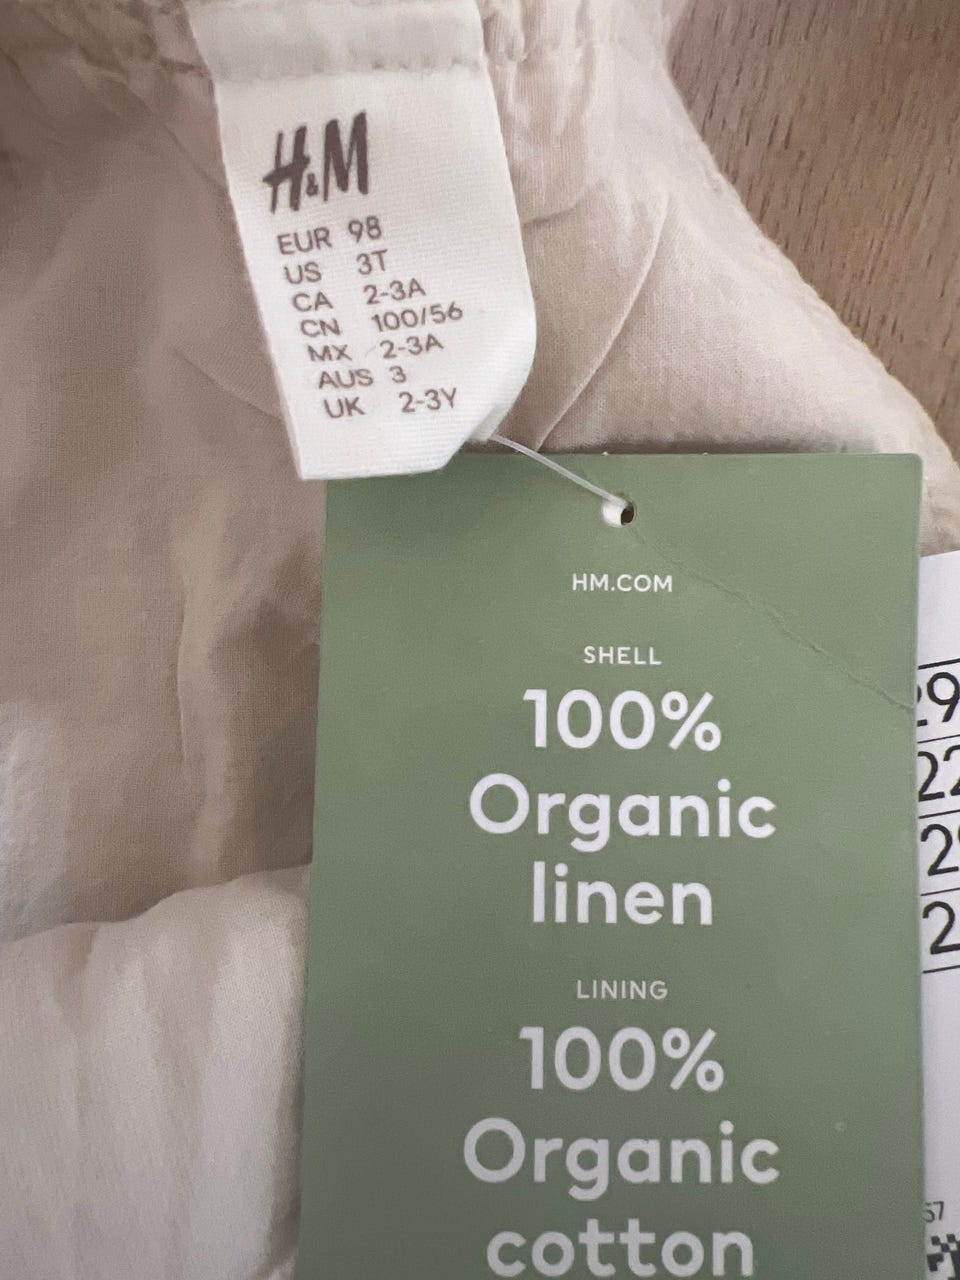 H&M
EUR 98
US 3T
CA 2-3A
CN 100/56
MX 2-3A
AUS 3
UK 2-3Y
HM.COM
SHELL
100%
Organic
linen
LINING
100%
Organic
cotton